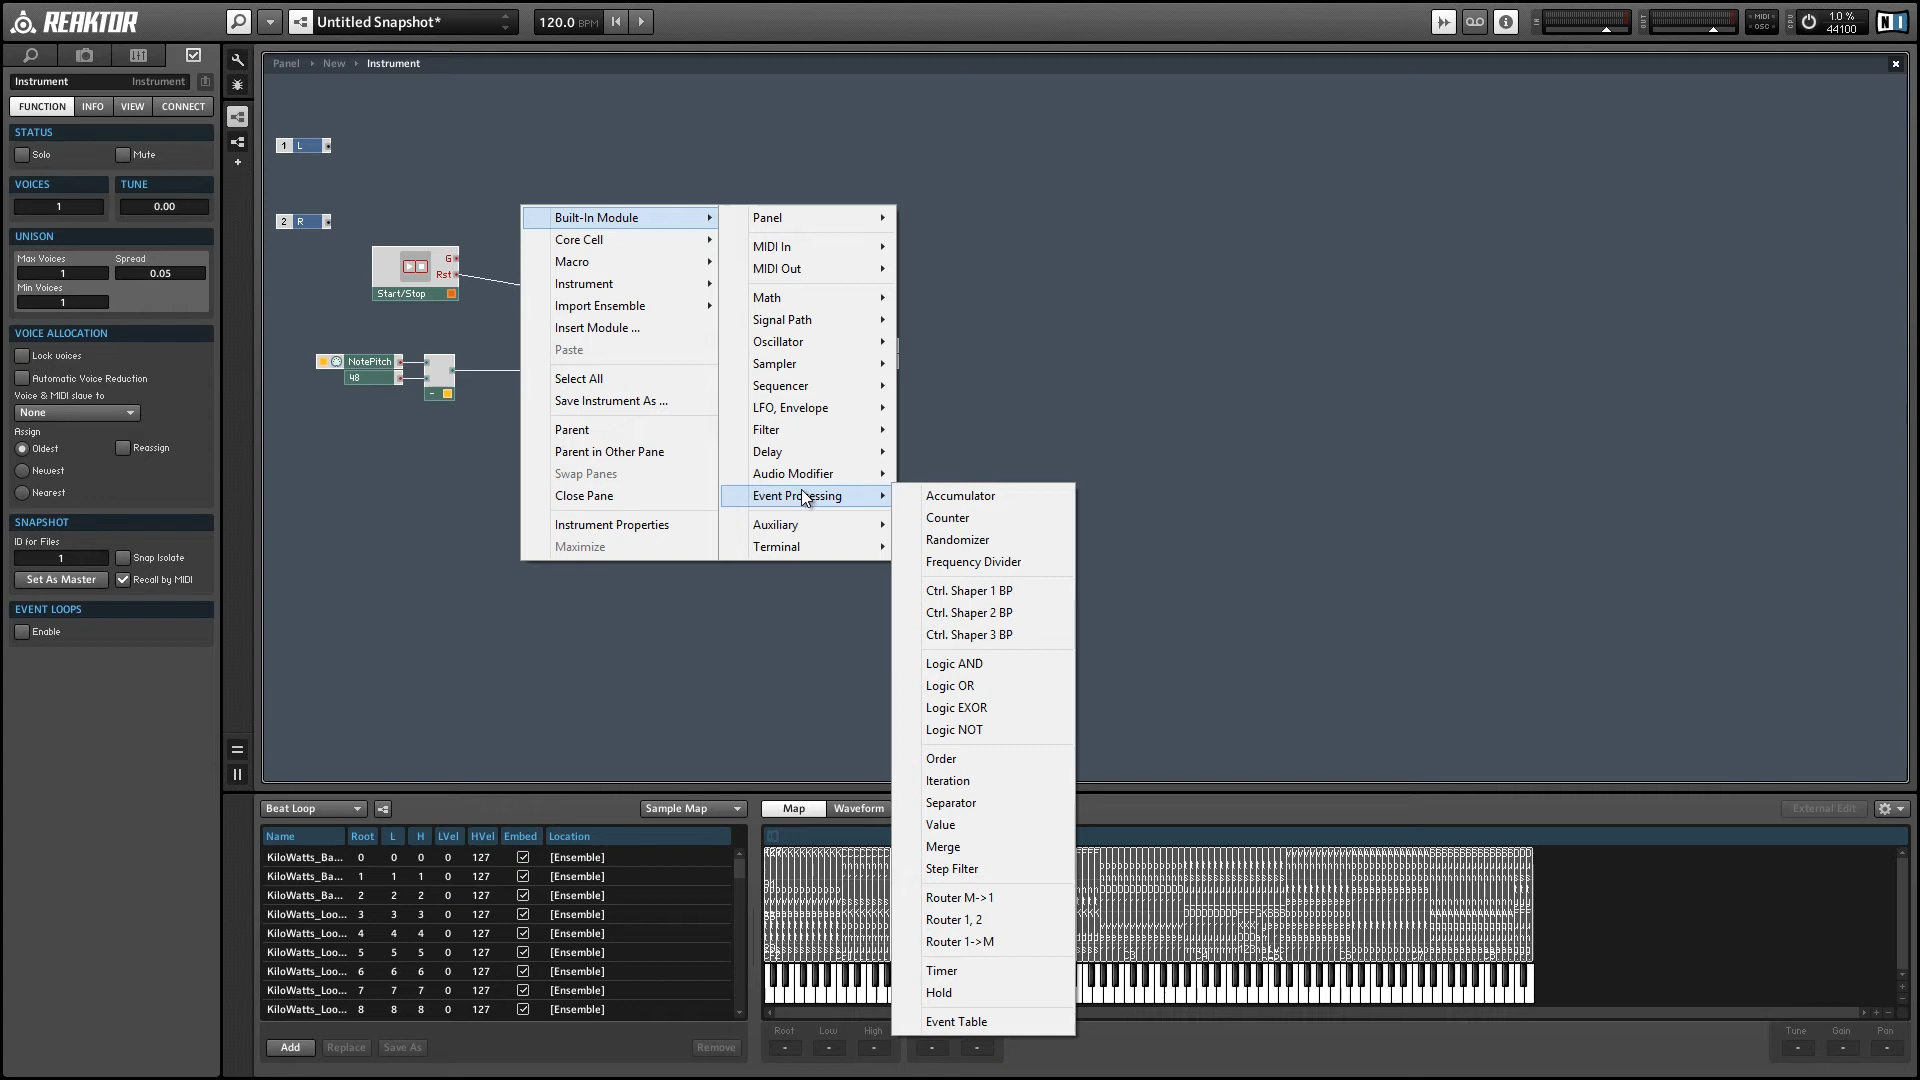 REAKTOR
Untitled Snapshot*
120.0 BPM
1.0 %
44100
Instrument Instrument
FUNCTION INFO VIEW CONNECT
STATUS
Solo Mute
VOICES TUNE
1 0.00
UNISON
Max Voices Spread
1 0.05
Min Voices
1
VOICE ALLOCATION
Lock voices
Automatic Voice Reduction
Voice & MIDI slave to
None
Assign
Oldest Reassign
Newest
Nearest
SNAPSHOT
ID for Files
1 Snap Isolate
Set As Master Recall by MIDI
EVENT LOOPS
Enable
Panel New Instrument
1 L
2 R
G
Rst
Start/Stop
NotePitch
48
-
Built-In Module
Core Cell
Macro
Instrument
Import Ensemble
Insert Module ...
Paste
Select All
Save Instrument As ...
Parent
Parent in Other Pane
Swap Panes
Close Pane
Instrument Properties
Maximize
Panel
MIDI In
MIDI Out
Math
Signal Path
Oscillator
Sampler
Sequencer
LFO, Envelope
Filter
Delay
Audio Modifier
Event Processing
Auxiliary
Terminal
Accumulator
Counter
Randomizer
Frequency Divider
Ctrl. Shaper 1 BP
Ctrl. Shaper 2 BP
Ctrl. Shaper 3 BP
Logic AND
Logic OR
Logic EXOR
Logic NOT
Order
Iteration
Separator
Value
Merge
Step Filter
Router M->1
Router 1, 2
Router 1->M
Timer
Hold
Event Table
Beat Loop Sample Map
Name Root L H LVel HVel Embed Location
KiloWatts_Ba... 0 0 0 0 127 [Ensemble]
KiloWatts_Ba... 1 1 1 0 127 [Ensemble]
KiloWatts_Ba... 2 2 2 0 127 [Ensemble]
KiloWatts_Loo... 3 3 3 0 127 [Ensemble]
KiloWatts_Loo... 4 4 4 0 127 [Ensemble]
KiloWatts_Loo... 5 5 5 0 127 [Ensemble]
KiloWatts_Loo... 6 6 6 0 127 [Ensemble]
KiloWatts_Loo... 7 7 7 0 127 [Ensemble]
KiloWatts_Loo... 8 8 8 0 127 [Ensemble]
Add Replace Save As Remove
Map Waveform External Edit
Root Low High Tune Gain Pan
- - - - - - - -